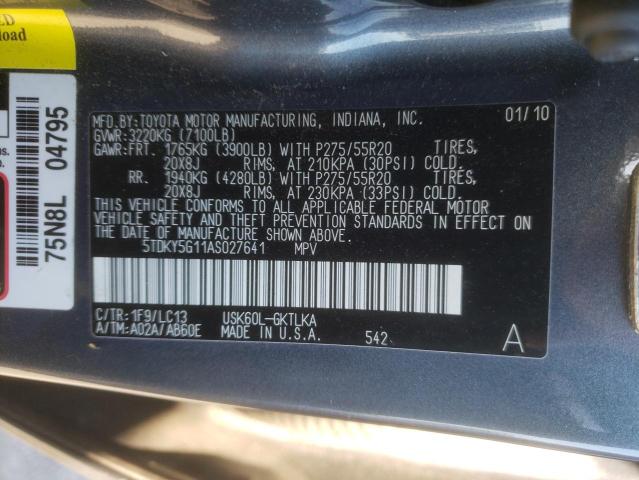 ED
load
75N8L 04795
MFD.BY:TOYOTA MOTOR MANUFACTURING, INDIANA, INC. 01/10
GVWR:3220KG (7100LB)
GAWR:FRT. 1765KG (3900LB) WITH P275/55R20 TIRES,
20X8J RIMS, AT 210KPA (30PSI) COLD.
RR. 1940KG (4280LB) WITH P275/55R20 TIRES,
20X8J RIMS, AT 230KPA (33PSI) COLD.
THIS VEHICLE CONFORMS TO ALL APPLICABLE FEDERAL MOTOR
VEHICLE SAFETY AND THEFT PREVENTION STANDARDS IN EFFECT ON
THE DATE OF MANUFACTURE SHOWN ABOVE.
5TDKY5G11AS027641 MPV
C/TR:1F9/LC13 USK60L-GKTLKA
A/TM:A02A/AB60E MADE IN U.S.A. 542 A